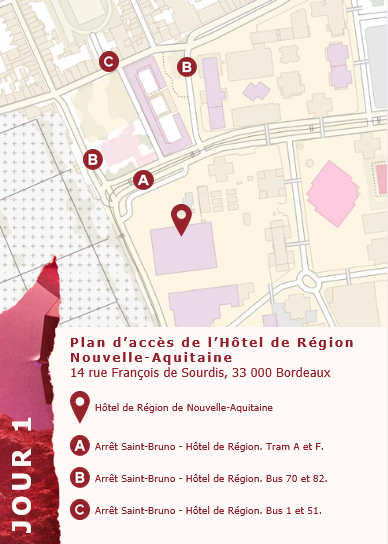 C
B
B
A
Plan d'accès de l'Hôtel de Région
Nouvelle-Aquitaine
14 rue François de Sourdis, 33 000 Bordeaux
Hôtel de Région de Nouvelle-Aquitaine
A Arrêt Saint-Bruno - Hôtel de Région. Tram A et F.
B Arrêt Saint-Bruno - Hôtel de Région. Bus 70 et 82.
C Arrêt Saint-Bruno - Hôtel de Région. Bus 1 et 51.
JOUR 1